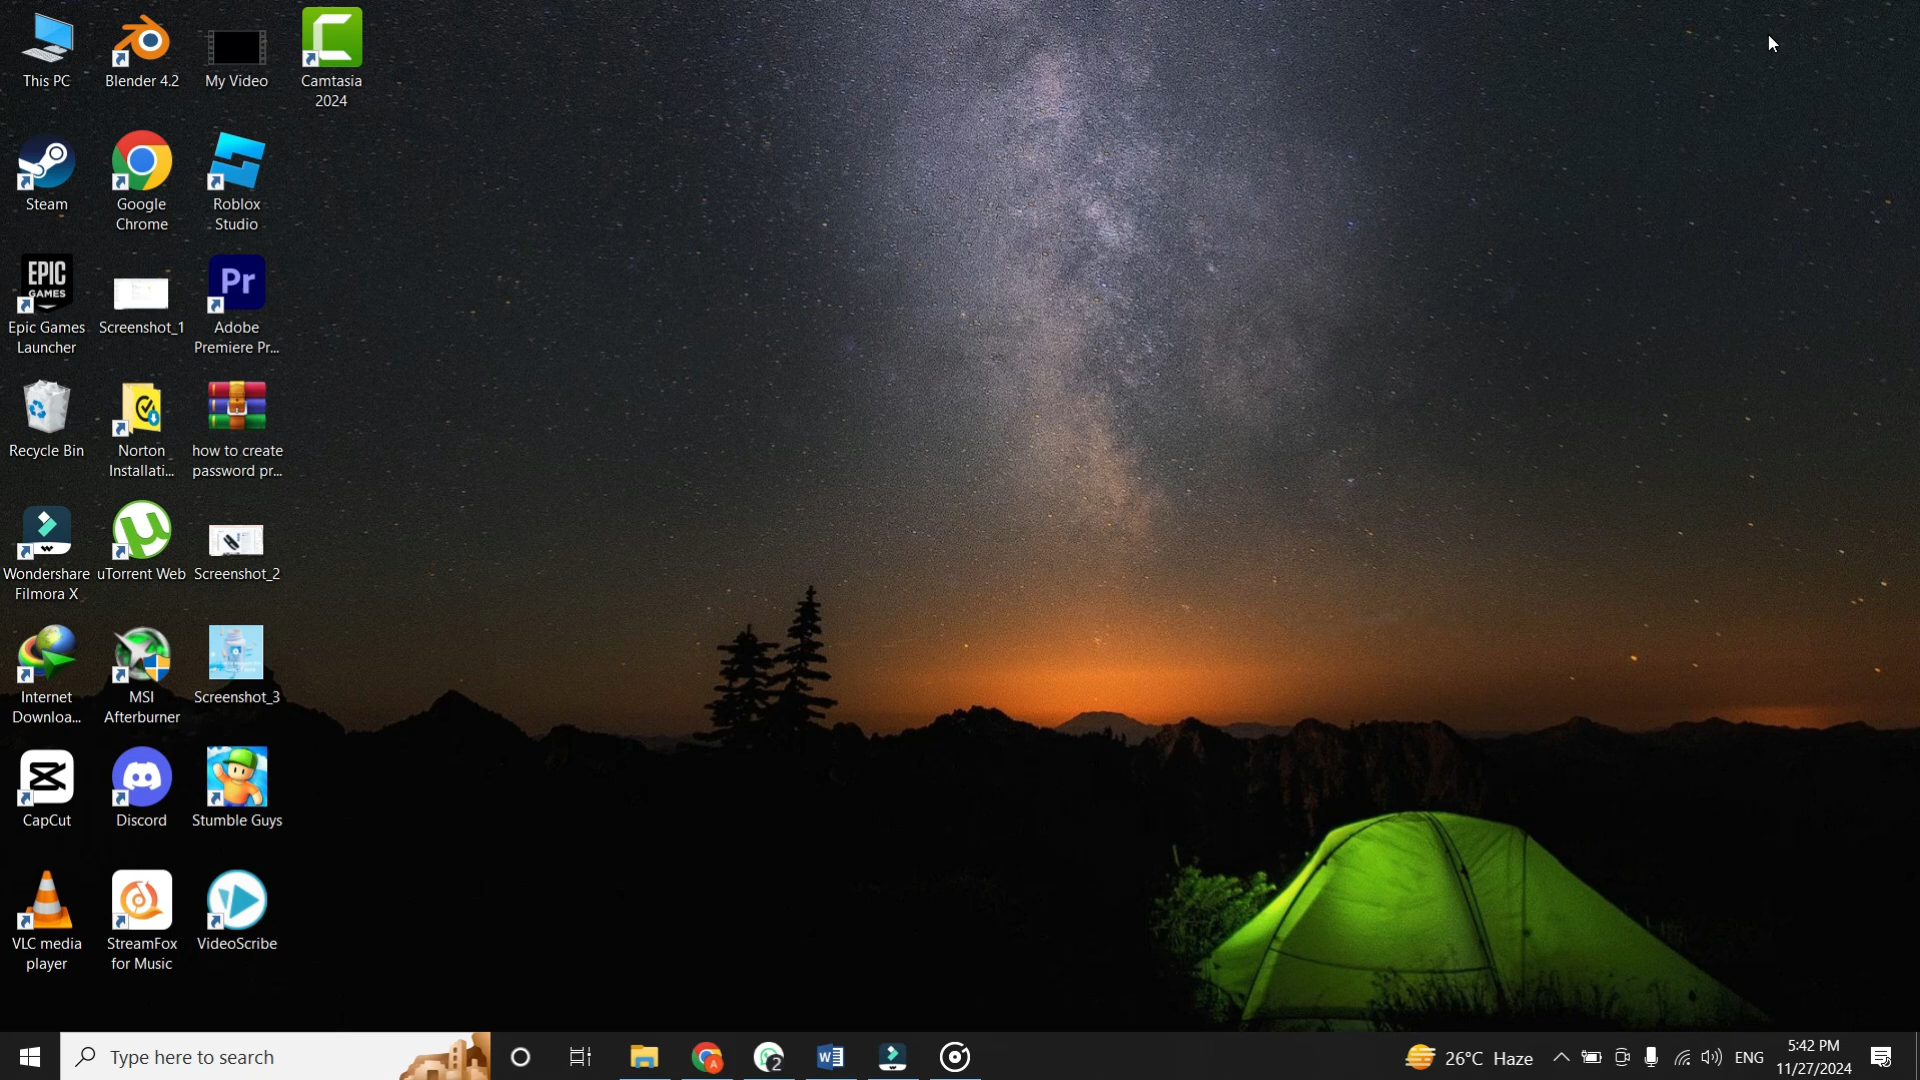 This PC
Blender 4.2
My Video
Camtasia
2024
Steam
Google
Chrome
Roblox
Studio
EPIC
GAMES
Epic Games
Launcher
Screenshot_1
Pr
Adobe
Premiere Pr...
Recycle Bin
Norton
Installati...
how to create
password pr...
Wondershare
Filmora X
uTorrent Web
Screenshot_2
Internet
Downloa...
MSI
Afterburner
Screenshot_3
CapCut
Discord
Stumble Guys
VLC media
player
StreamFox
for Music
VideoScribe
Type here to search
A
2
W
26°C Haze
ENG
5:42 PM
11/27/2024